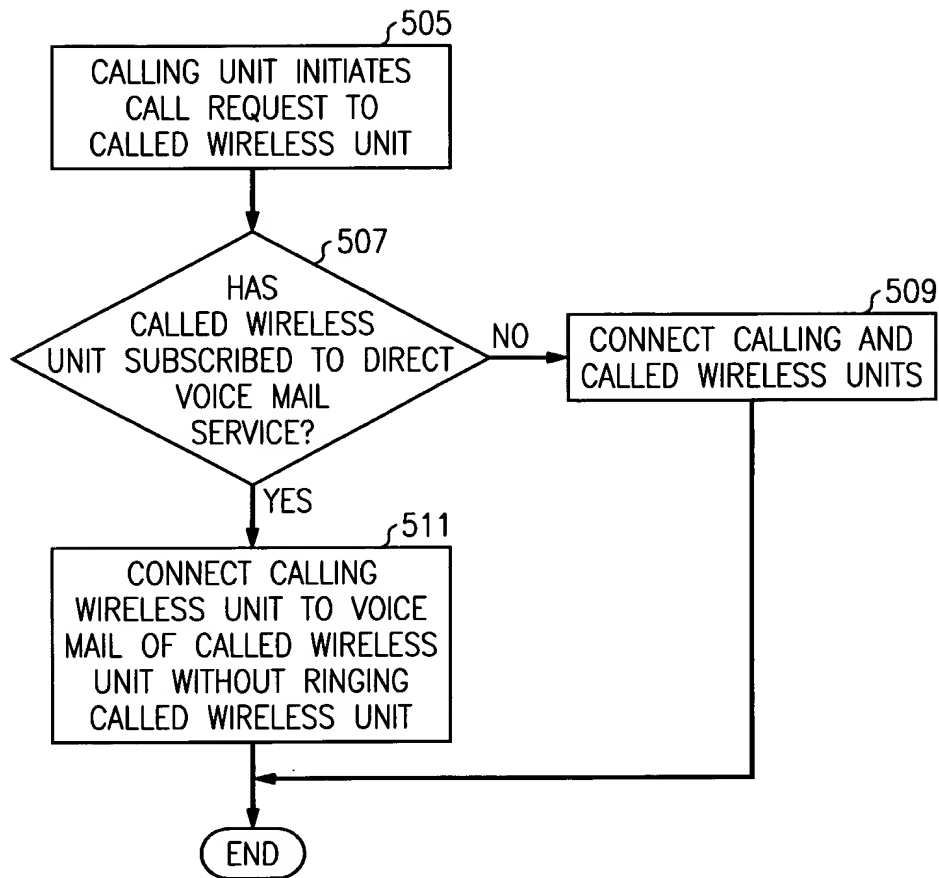 505
CALLING UNIT INITIATES
CALL REQUEST TO
CALLED WIRELESS UNIT
507
HAS
CALLED WIRELESS
UNIT SUBSCRIBED TO DIRECT
VOICE MAIL
SERVICE?
NO
509
CONNECT CALLING AND
CALLED WIRELESS UNITS
YES
511
CONNECT CALLING
WIRELESS UNIT TO VOICE
MAIL OF CALLED WIRELESS
UNIT WITHOUT RINGING
CALLED WIRELESS UNIT
END